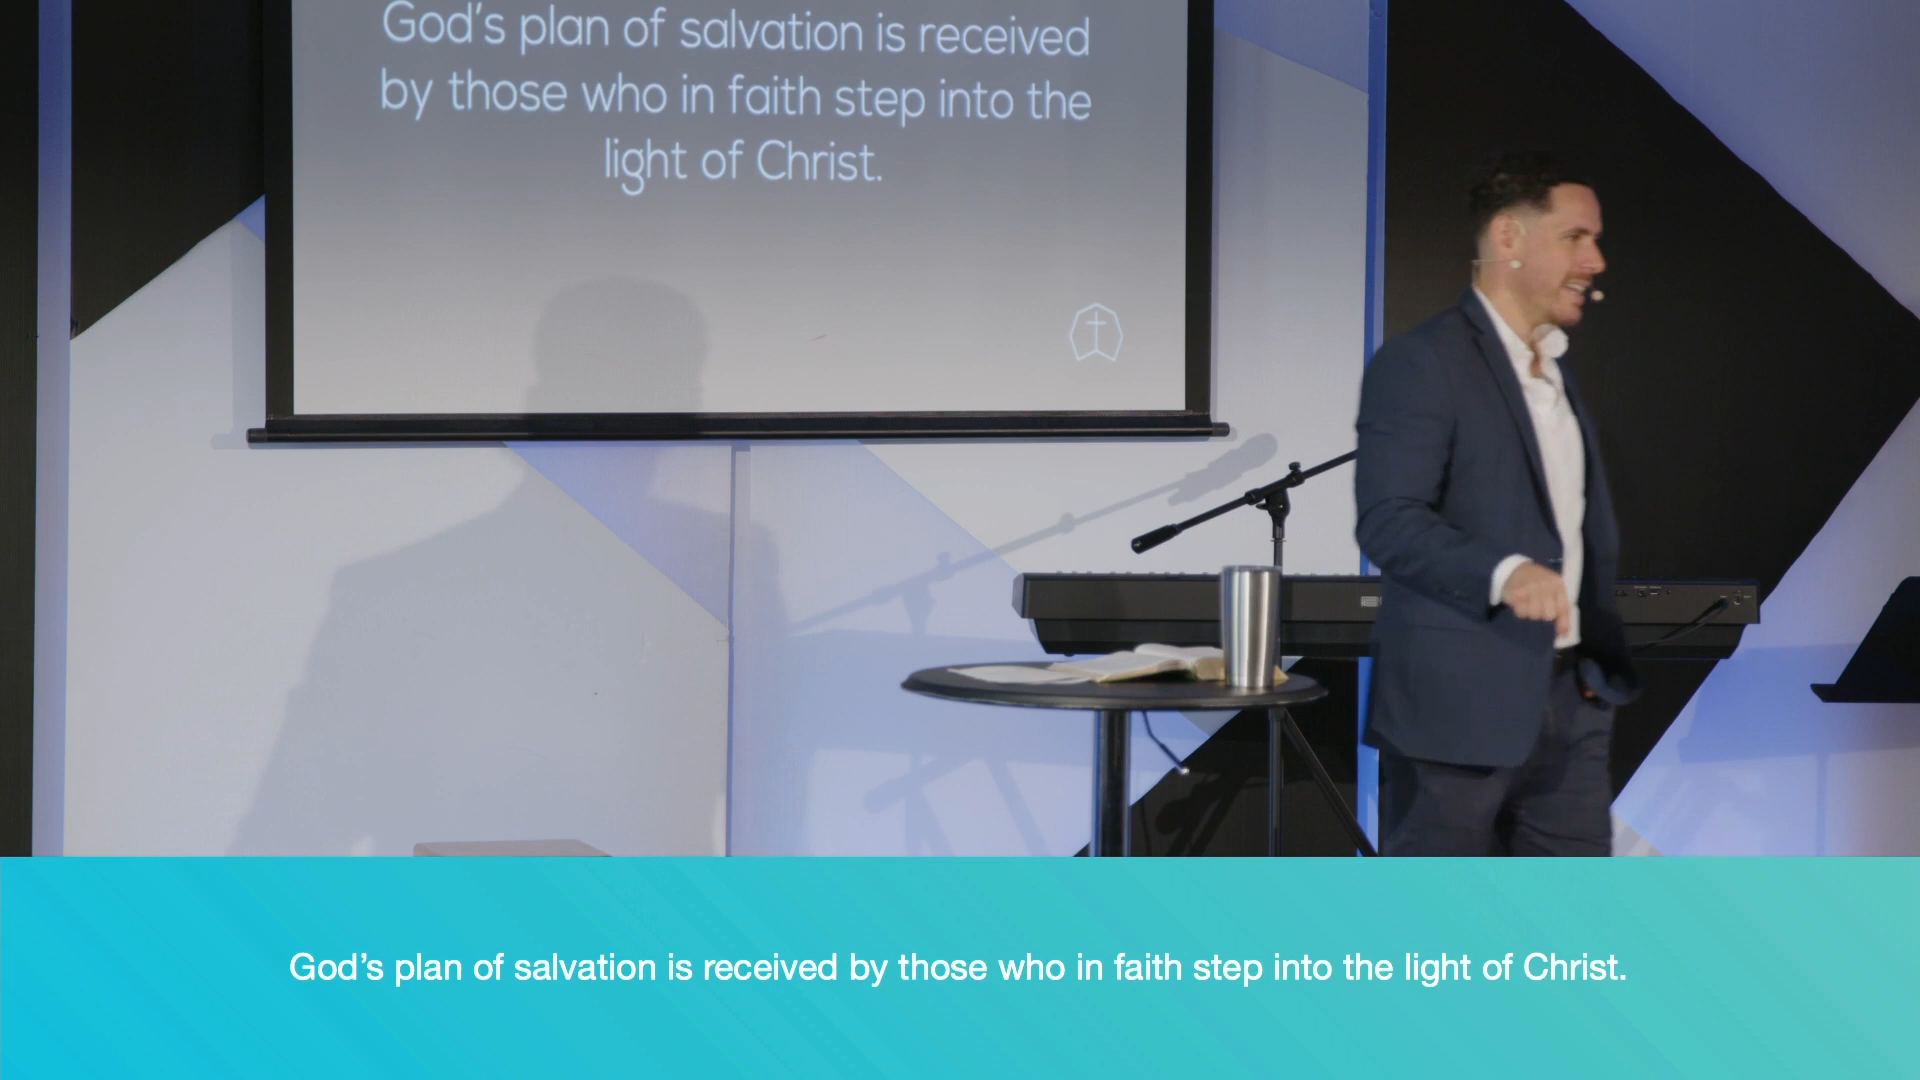 God's plan of salvation is received
by those who in faith step into the
light of Christ.
God's plan of salvation is received by those who in faith step into the light of Christ.